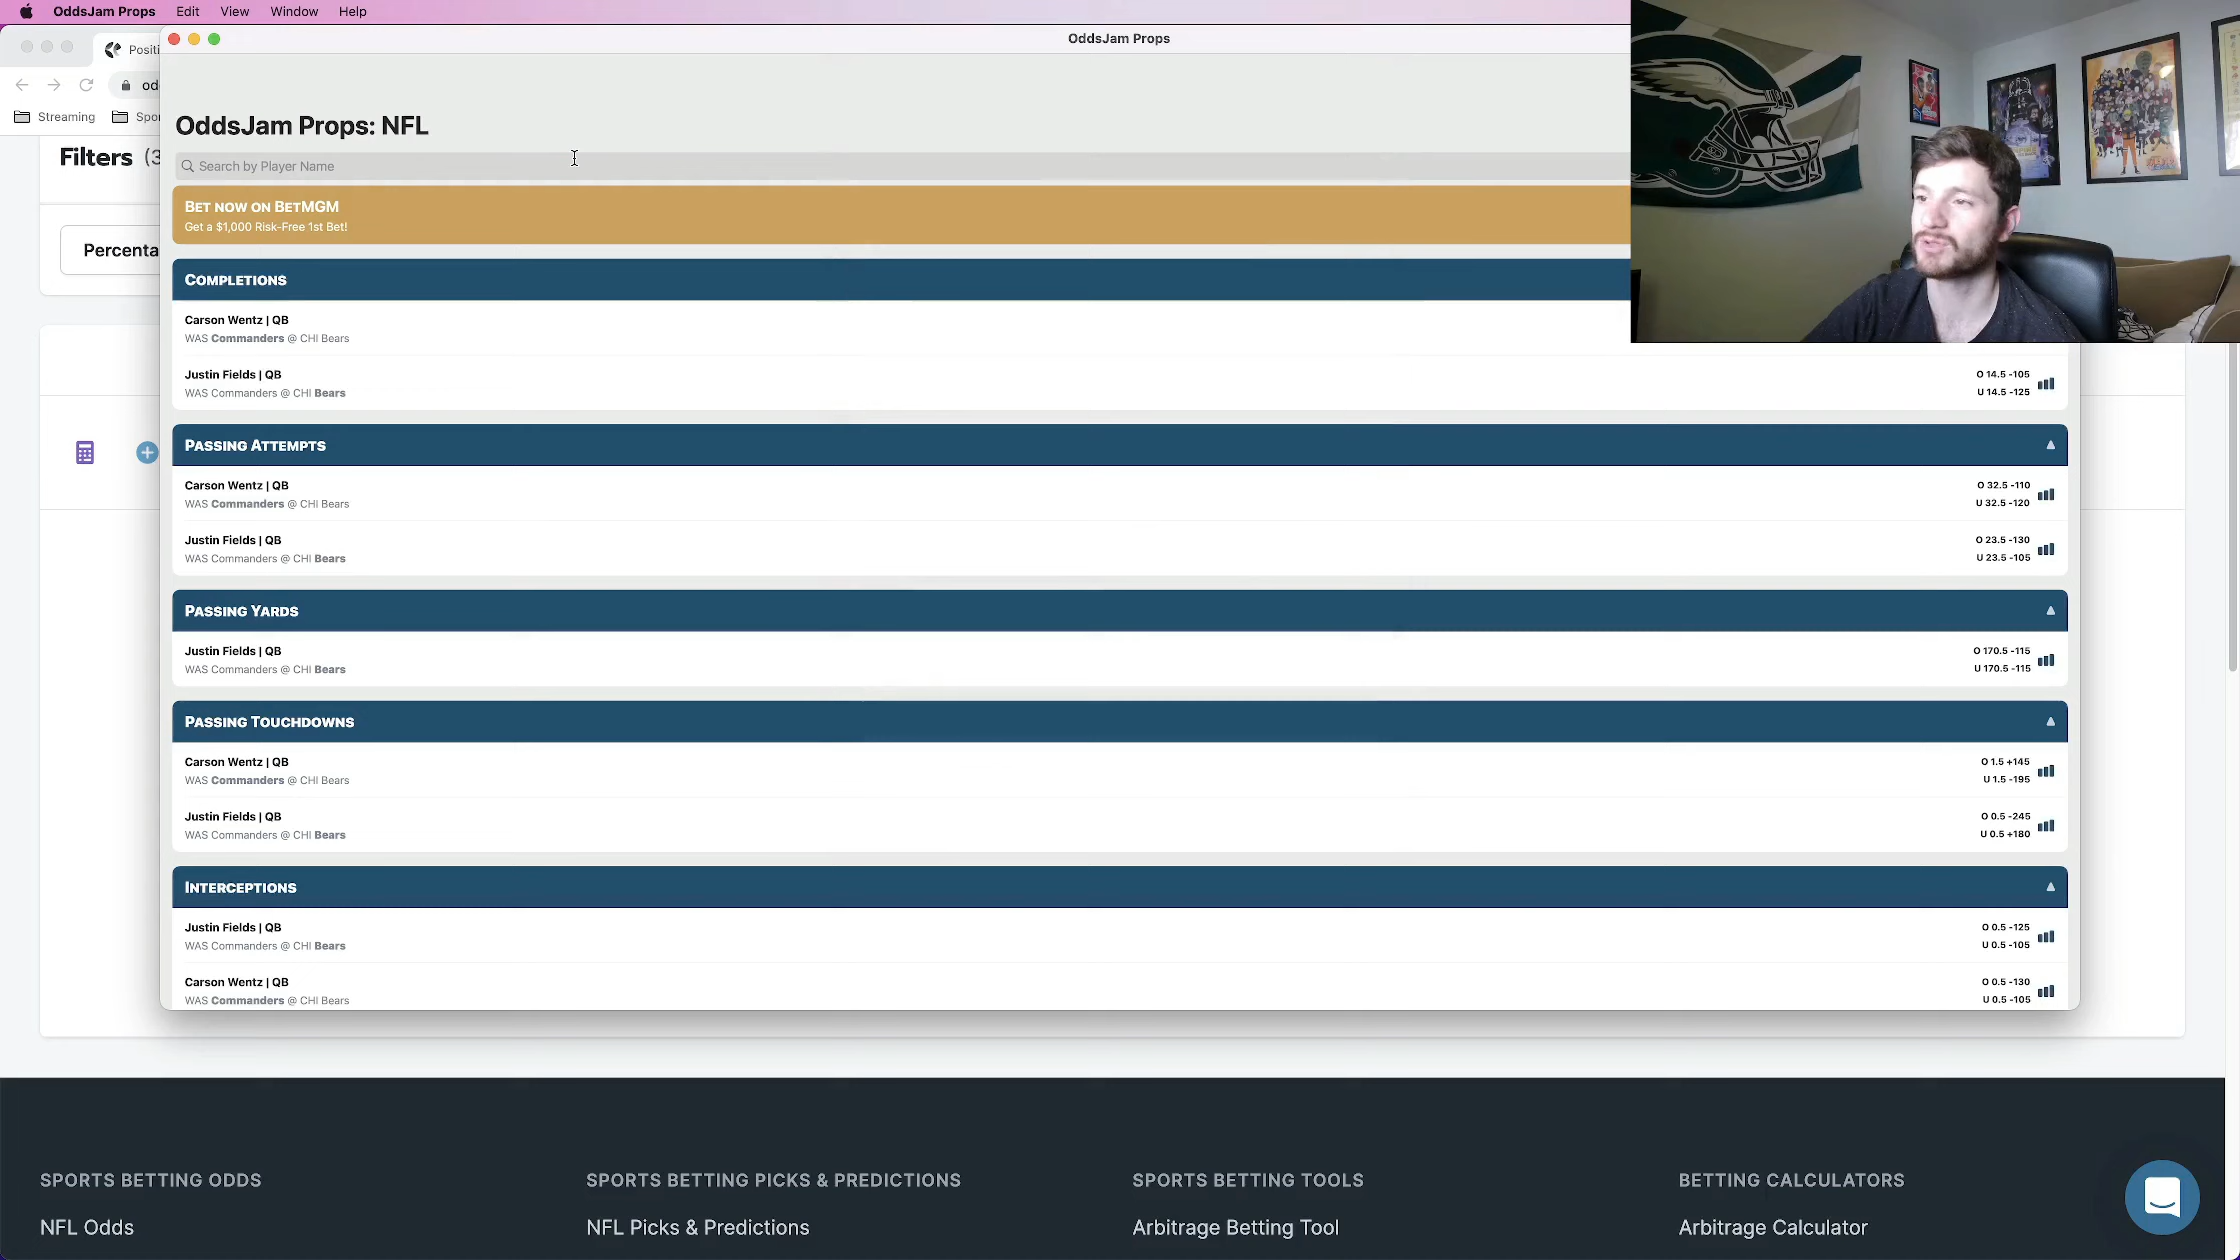 OddsJam Props Edit View Window Help
OddsJam Props
Positi
od
Streaming
Spor
Filters (3
Percenta
OddsJam Props: NFL
Search by Player Name
BET NOW ON BETMGM
Get a $1,000 Risk-Free 1st Bet!
COMPLETIONS
Carson Wentz | QB
WAS Commanders @ CHI Bears
Justin Fields | QB
WAS Commanders @ CHI Bears
O 14.5 -105
U 14.5 -125
PASSING ATTEMPTS
Carson Wentz | QB
WAS Commanders @ CHI Bears
O 32.5 -110
U 32.5 -120
Justin Fields | QB
WAS Commanders @ CHI Bears
O 23.5 -130
U 23.5 -105
PASSING YARDS
Justin Fields | QB
WAS Commanders @ CHI Bears
O 170.5 -115
U 170.5 -115
PASSING TOUCHDOWNS
Carson Wentz | QB
WAS Commanders @ CHI Bears
O 1.5 +145
U 1.5 -195
Justin Fields | QB
WAS Commanders @ CHI Bears
O 0.5 -245
U 0.5 +180
INTERCEPTIONS
Justin Fields | QB
WAS Commanders @ CHI Bears
O 0.5 -125
U 0.5 -105
Carson Wentz | QB
WAS Commanders @ CHI Bears
O 0.5 -130
U 0.5 -105
SPORTS BETTING ODDS
NFL Odds
SPORTS BETTING PICKS & PREDICTIONS
NFL Picks & Predictions
SPORTS BETTING TOOLS
Arbitrage Betting Tool
BETTING CALCULATORS
Arbitrage Calculator